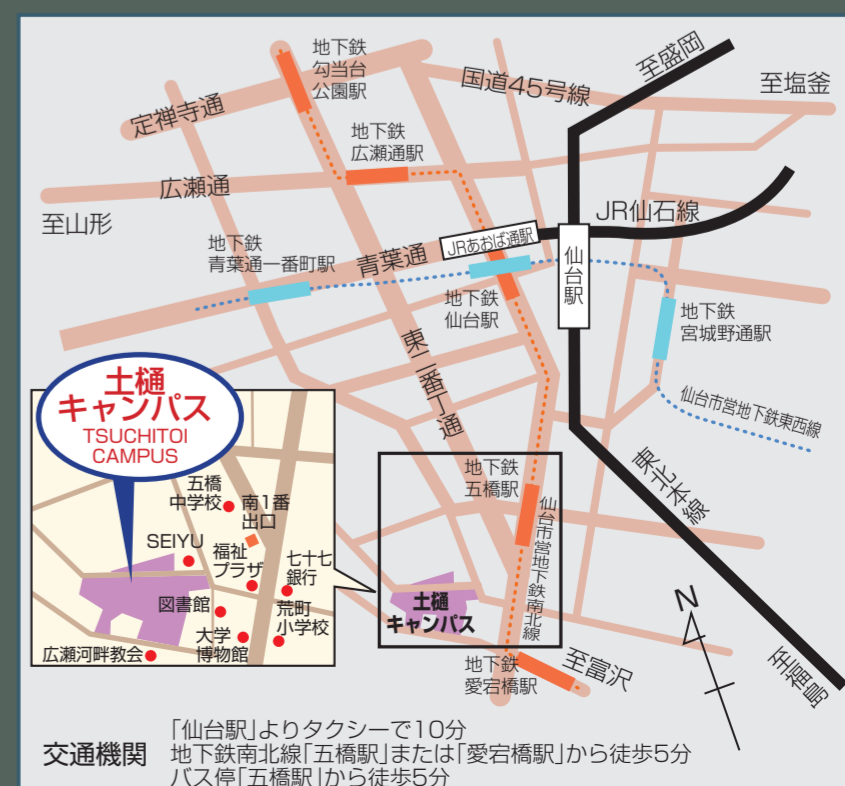 地下鉄
勾当台
公園駅
至盛岡
国道45号線
至塩釜
定禅寺通
地下鉄
広瀬通駅
広瀬通
至山形
JR仙石線
地下鉄
青葉通一番町駅
青葉通
JRあおば通駅
仙台駅
地下鉄
仙台駅
地下鉄
宮城野通駅
東二番丁通
仙台市営地下鉄東西線
土樋
キャンパス
TSUCHITOI
CAMPUS
地下鉄
五橋駅
東北本線
五橋
中学校
南1番
出口
仙台市営地下鉄南北線
SEIYU
福祉
プラザ
七十七
銀行
図書館
荒町
小学校
大学
博物館
広瀬河畔教会
土樋
キャンパス
N
地下鉄
愛宕橋駅
至富沢
至福島
交通機関
「仙台駅」よりタクシーで10分
地下鉄南北線「五橋駅」または「愛宕橋駅」から徒歩5分
バス停「五橋駅」から徒歩5分